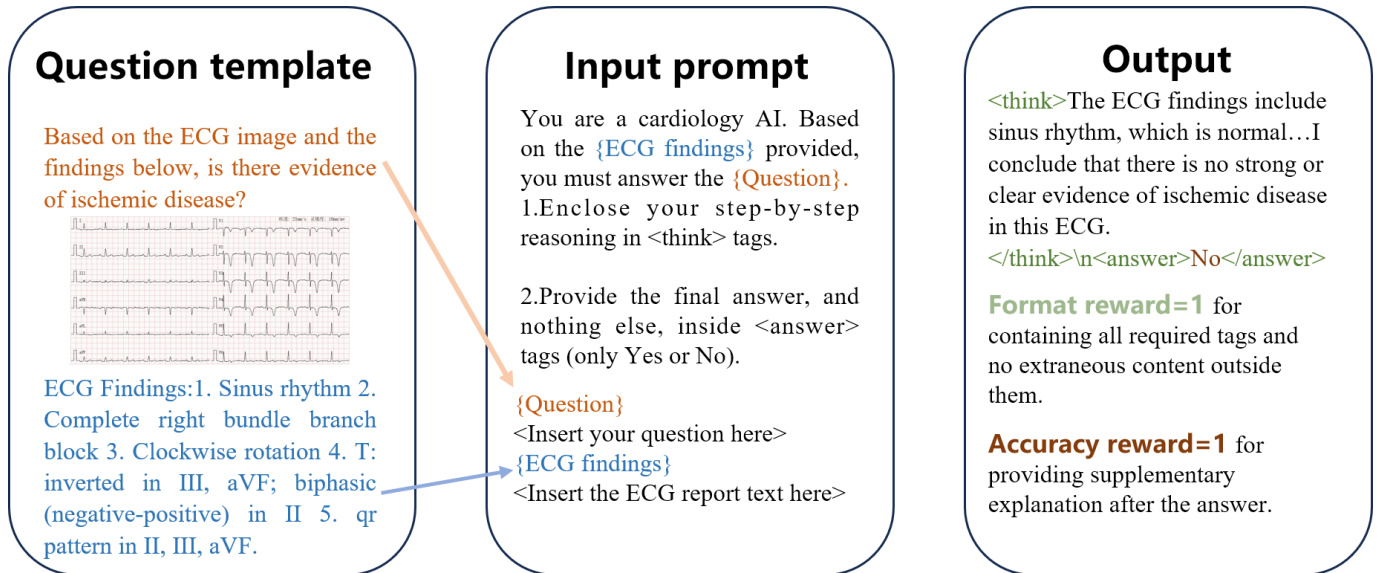 Question template
Based on the ECG image and the
findings below, is there evidence
of ischemic disease?
I
II
III
aVR
aVL
aVF
V1
ECG Findings:1. Sinus rhythm 2.
Complete right bundle branch
block 3. Clockwise rotation 4. T:
inverted in III, aVF; biphasic
(negative-positive) in II 5. qr
pattern in II, III, aVF.
Input prompt
You are a cardiology AI. Based
on the {ECG findings} provided,
you must answer the {Question}.
1.Enclose your step-by-step
reasoning in <think> tags.
2.Provide the final answer, and
nothing else, inside <answer>
tags (only Yes or No).
{Question}
<Insert your question here>
{ECG findings}
<Insert the ECG report text here>
Output
<think>The ECG findings include
sinus rhythm, which is normal…I
conclude that there is no strong or
clear evidence of ischemic disease
in this ECG.
</think>\n<answer>No</answer>
Format reward=1 for
containing all required tags and
no extraneous content outside
them.
Accuracy reward=1 for
providing supplementary
explanation after the answer.